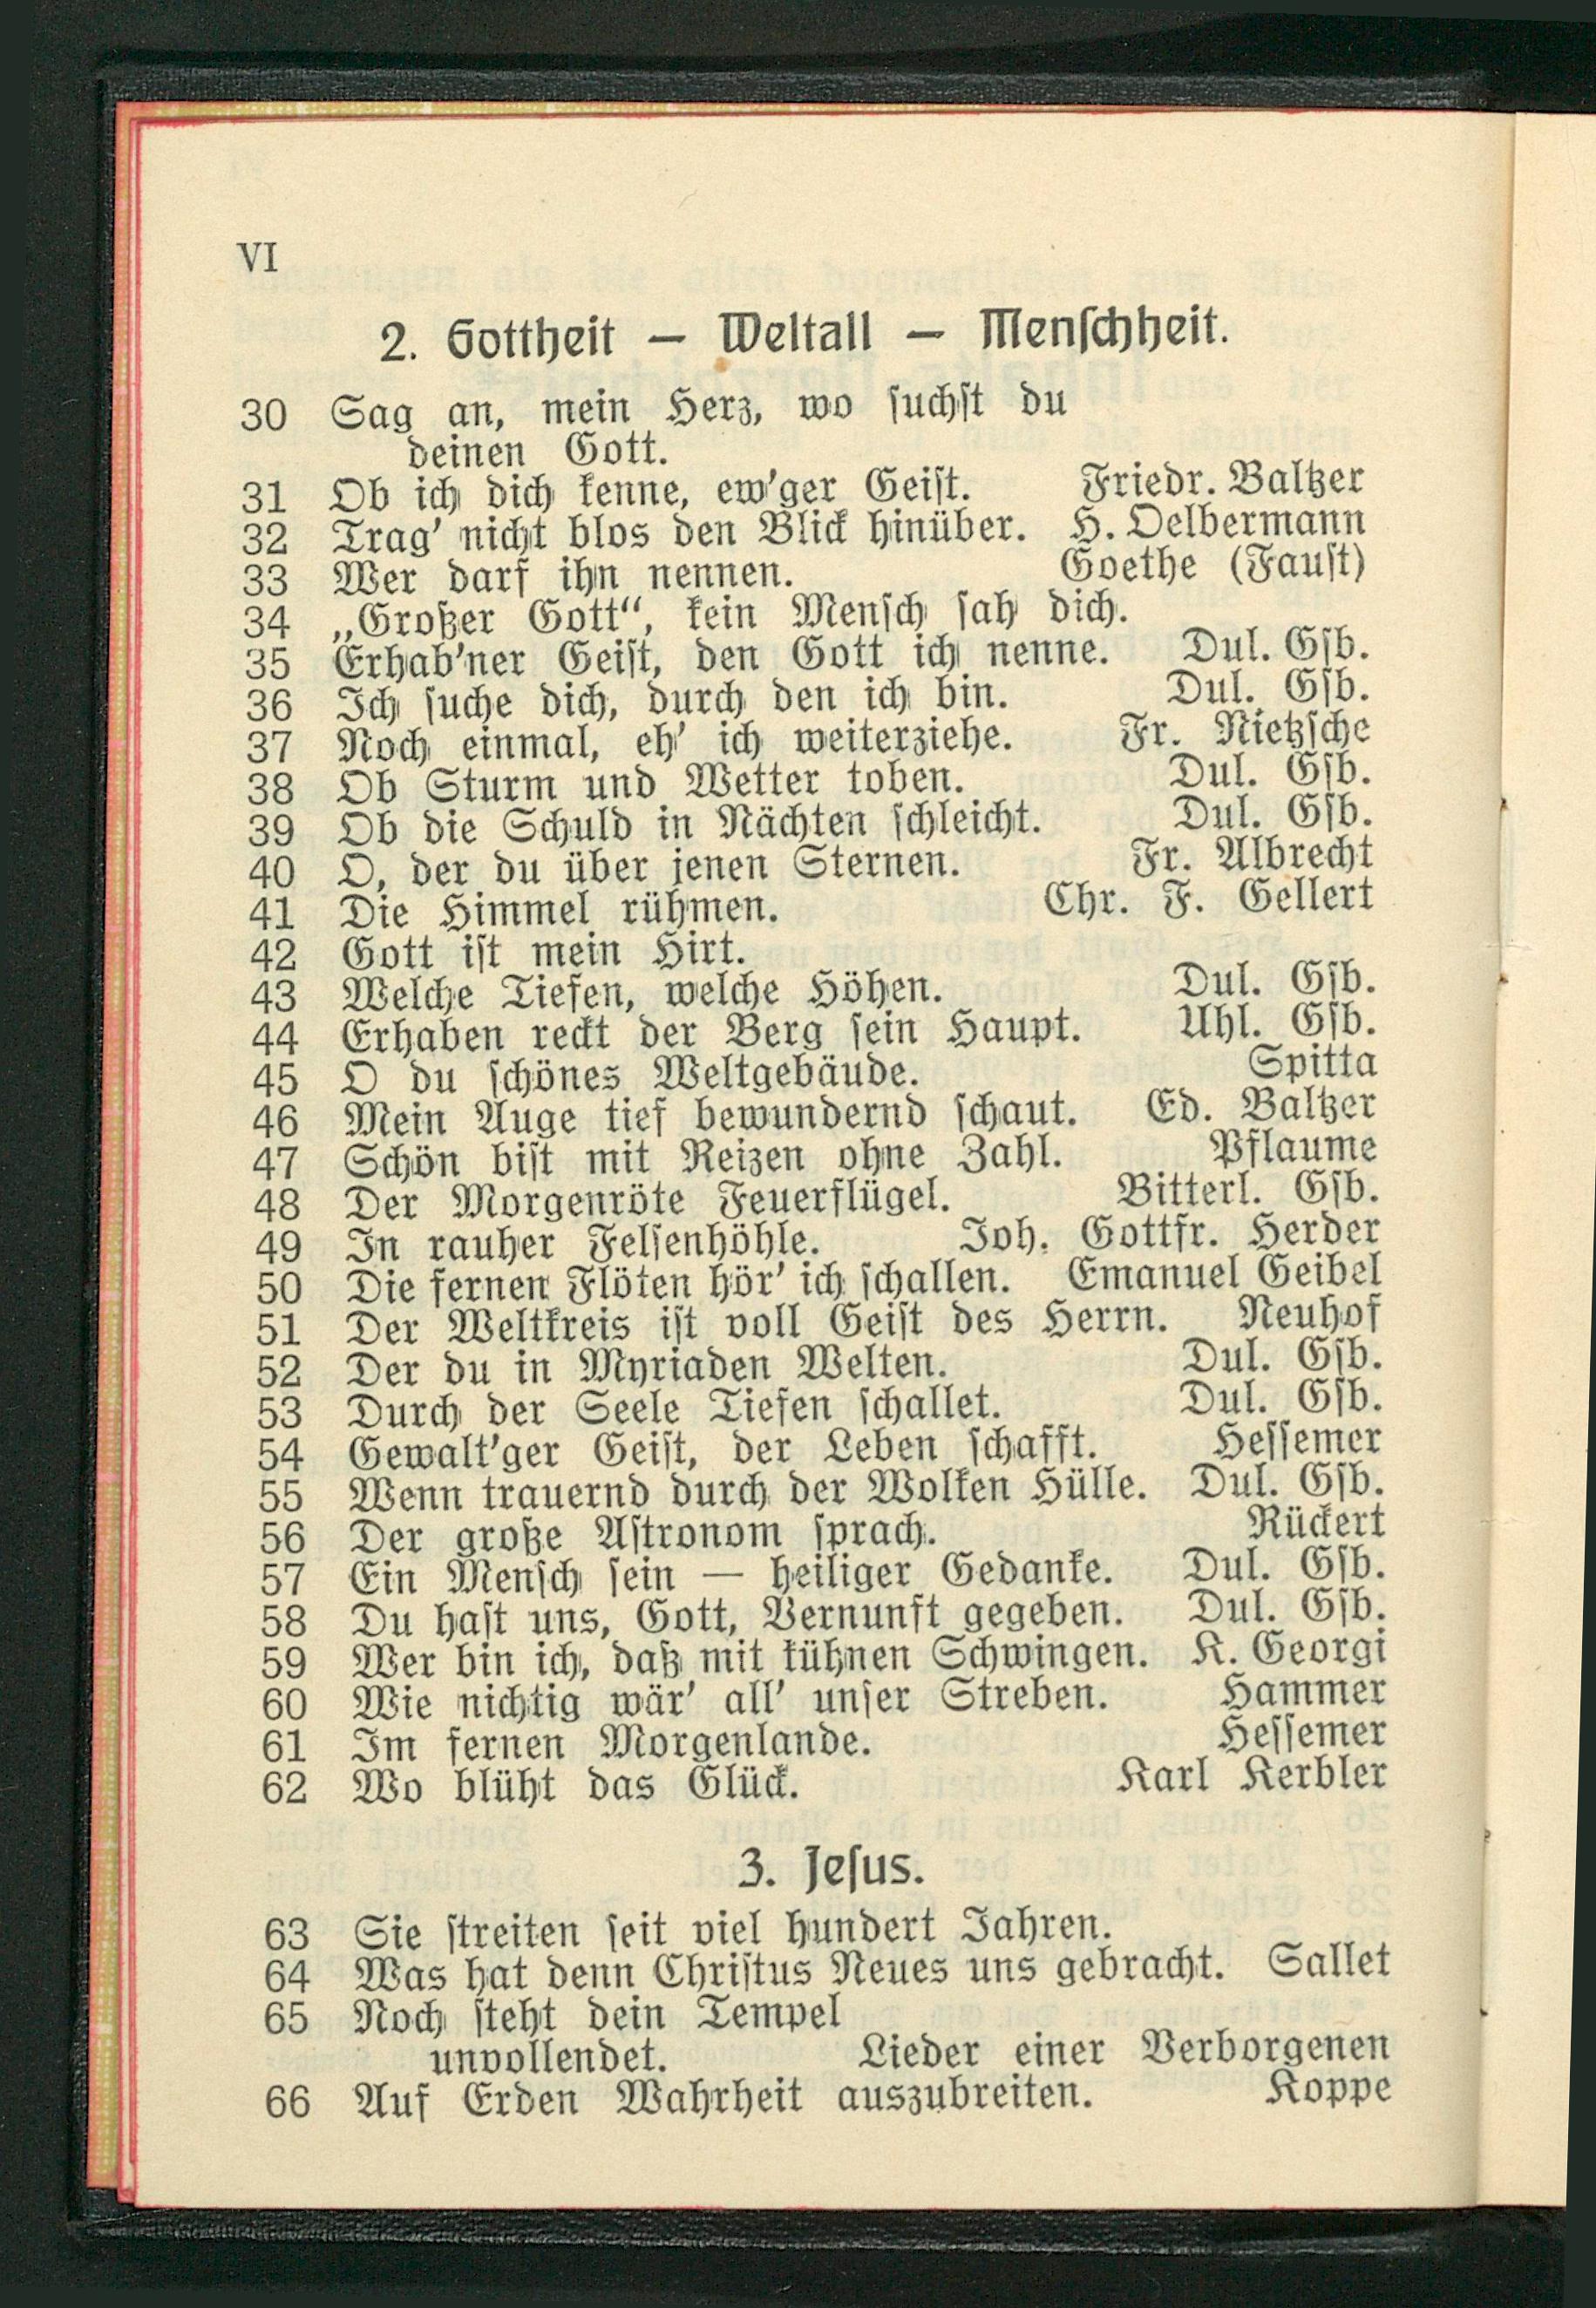 VI
2. Gottheit — Weltall — Menschheit.
30 Sag an, mein Herz, wo suchst du
deinen Gott.
31 Ob ich dich kenne, ew'ger Geist. Friedr. Baltzer
32 Trag' nicht blos den Blick hinüber. H. Oelbermann
33 Wer darf ihn nennen. Goethe (Faust)
34 „Großer Gott“, kein Mensch sah dich.
35 Erhab'ner Geist, den Gott ich nenne. Dul. Gsb.
36 Ich suche dich, durch den ich bin. Dul. Gsb.
37 Noch einmal, eh' ich weiterziehe. Fr. Nietzsche
38 Ob Sturm und Wetter toben. Dul. Gsb.
39 Ob die Schuld in Nächten schleicht. Dul. Gsb.
40 O, der du über jenen Sternen. Fr. Albrecht
41 Die Himmel rühmen. Chr. F. Gellert
42 Gott ist mein Hirt.
43 Welche Tiefen, welche Höhen. Dul. Gsb.
44 Erhaben reckt der Berg sein Haupt. Uhl. Gsb.
45 O du schönes Weltgebäude. Spitta
46 Mein Auge tief bewundernd schaut. Ed. Baltzer
47 Schön bist mit Reizen ohne Zahl. Pflaume
48 Der Morgenröte Feuerflügel. Bitterl. Gsb.
49 In rauher Felsenhöhle. Joh. Gottfr. Herder
50 Die fernen Flöten hör' ich schallen. Emanuel Geibel
51 Der Weltkreis ist voll Geist des Herrn. Neuhof
52 Der du in Myriaden Welten. Dul. Gsb.
53 Durch der Seele Tiefen schallet. Dul. Gsb.
54 Gewalt'ger Geist, der Leben schafft. Hessemer
55 Wenn trauernd durch der Wolken Hülle. Dul. Gsb.
56 Der große Astronom sprach. Rückert
57 Ein Mensch sein — heiliger Gedanke. Dul. Gsb.
58 Du hast uns, Gott, Vernunft gegeben. Dul. Gsb.
59 Wer bin ich, daß mit kühnen Schwingen. K. Georgi
60 Wie nichtig wär' all' unser Streben. Hammer
61 Im fernen Morgenlande. Hessemer
62 Wo blüht das Glück. Karl Kerbler
3. Jesus.
63 Sie streiten seit viel hundert Jahren.
64 Was hat denn Christus Neues uns gebracht. Sallet
65 Noch steht dein Tempel
unvollendet. Lieder einer Verborgenen
66 Auf Erden Wahrheit auszubreiten. Koppe